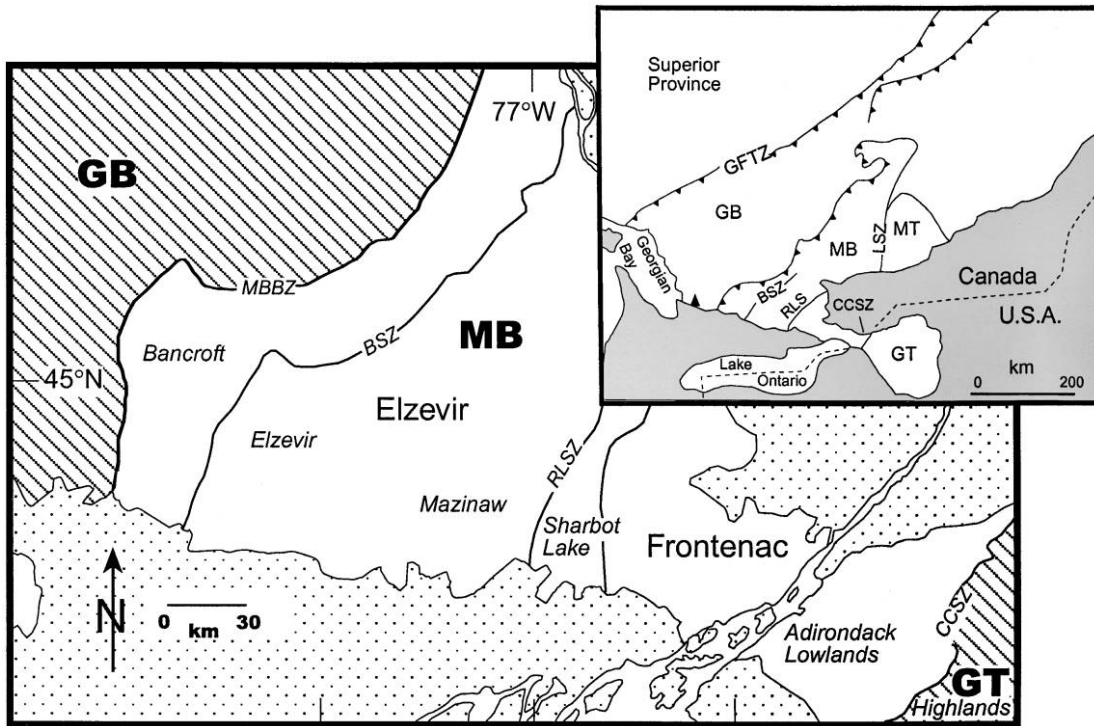 GB
77°W
MBBZ
Bancroft
BSZ
MB
45°N
Elzevir
Elzevir
RLSZ
Mazinaw
Sharbot
Lake
Frontenac
N
0 km 30
Adirondack
Lowlands
CCSZ
GT
Highlands
Superior
Province
GFTZ
GB
Georgian
Bay
MB
LSZ
MT
BSZ
RLS
CCSZ
Canada
U.S.A.
GT
Lake
Ontario
km
0 200